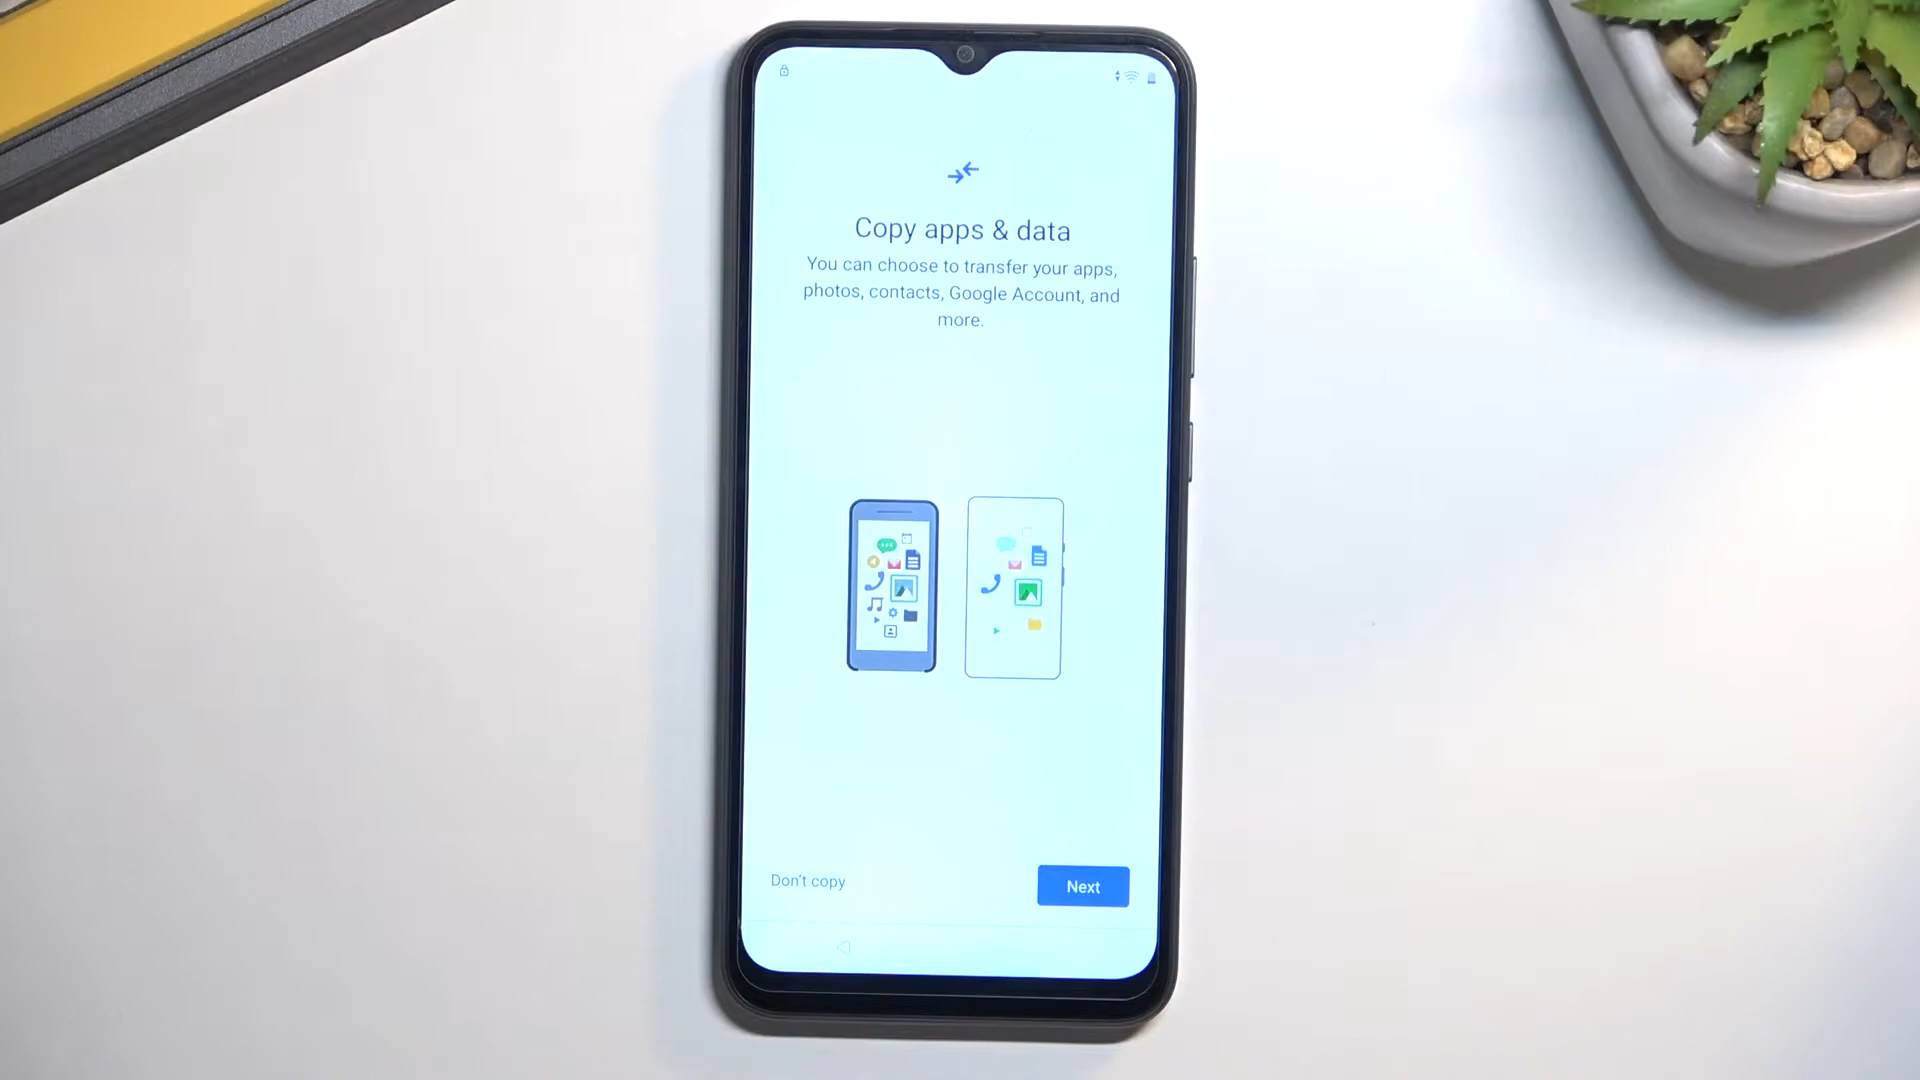 Copy apps & data
You can choose to transfer your apps,
photos, contacts, Google Account, and
more.
Don't copy
Next